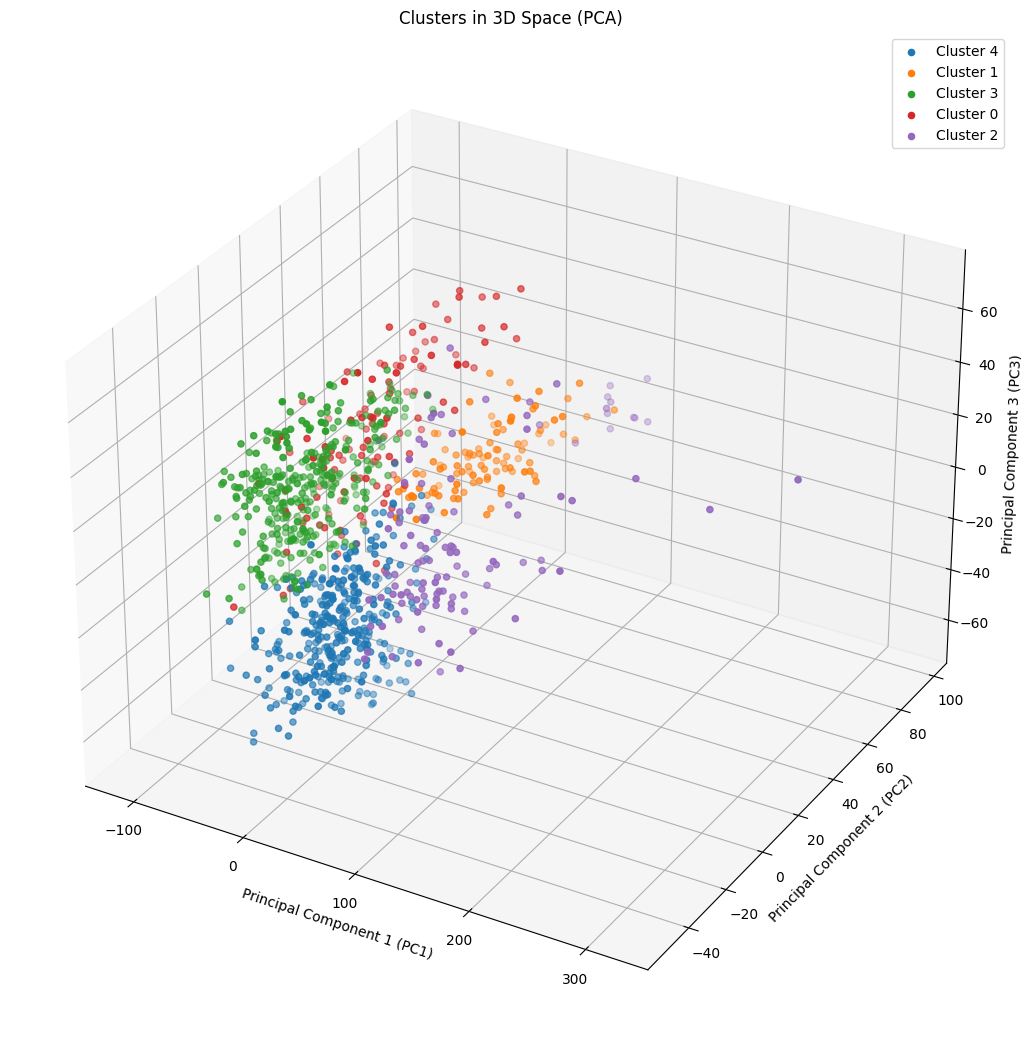 Clusters in 3D Space (PCA)
Cluster 4
Cluster 1
Cluster 3
Cluster 0
Cluster 2
60
40
20
0
−20
−40
−60
Principal Component 3 (PC3)
100
80
60
40
20
0
−20
−40
Principal Component 2 (PC2)
−100
0
100
200
300
Principal Component 1 (PC1)